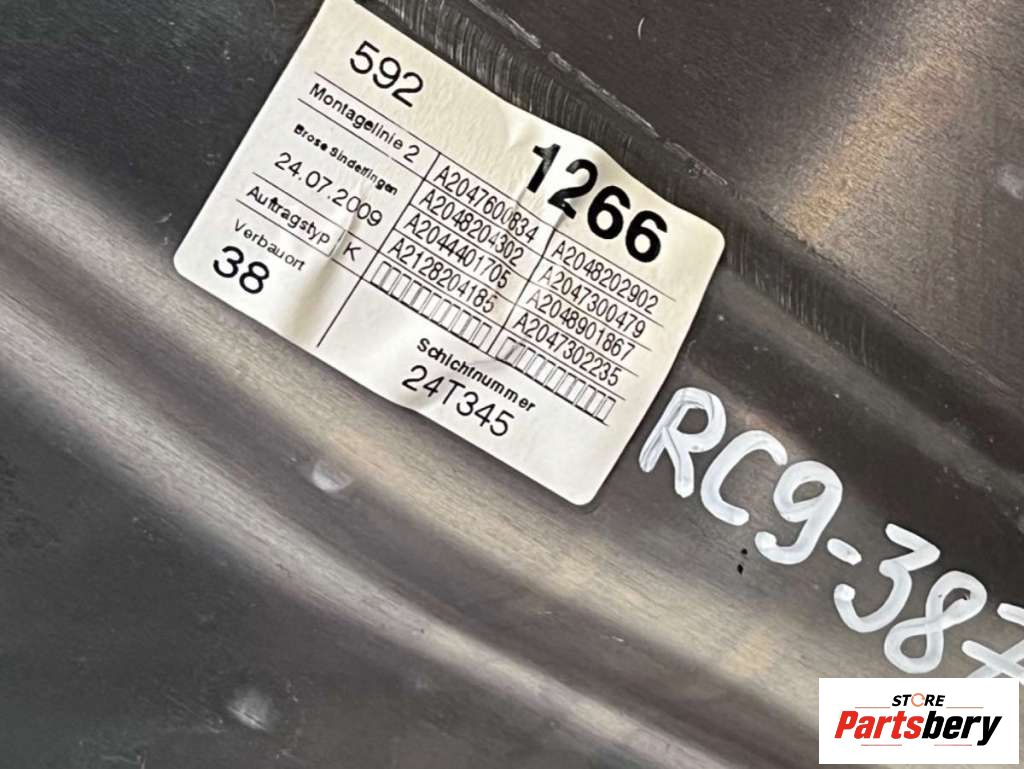 592
1266
Montagelinie 2
Brose Sindelfingen
24.07.2009
Auftragstyp K
Verbauort
38
A2047600834 A2048202902
A2048204302 A2047300479
A2044401705 A2048901867
A2128204185 A2047302235
Schichtnummer
24T345
RC9-387
STORE
Partsbery